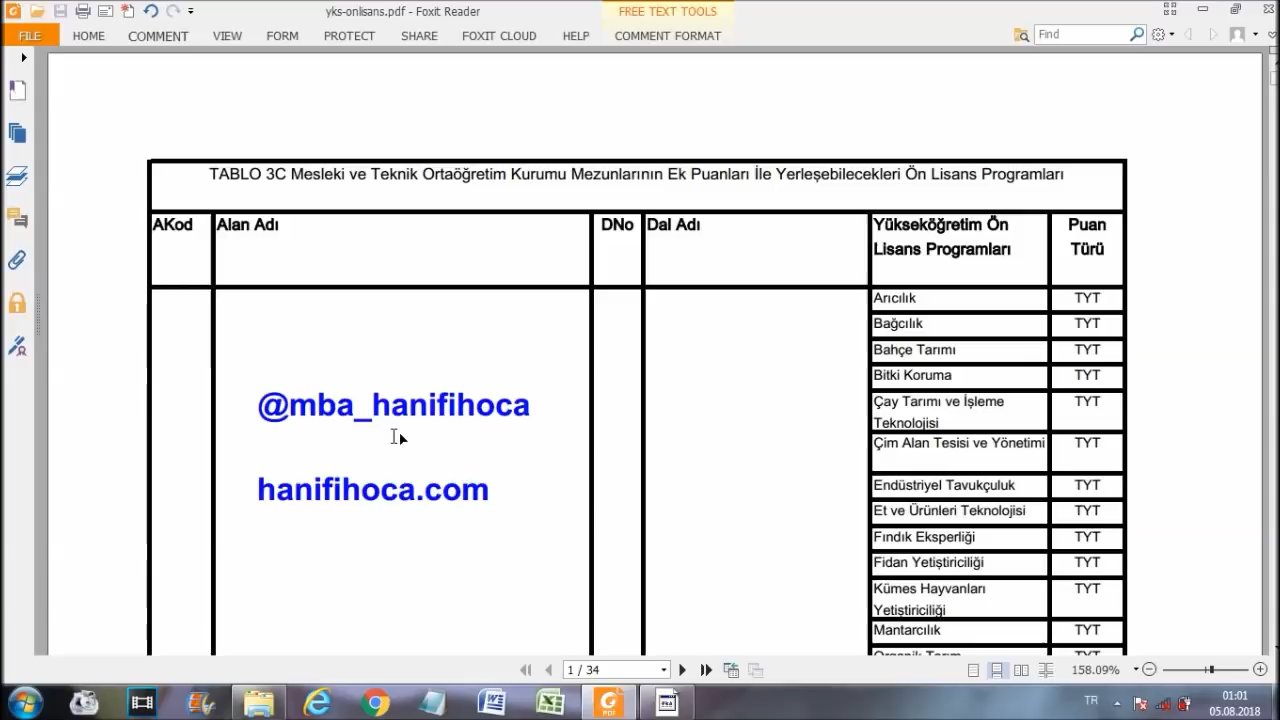 yks-onlisans.pdf - Foxit Reader
FREE TEXT TOOLS
FILE
HOME
COMMENT
VIEW
FORM
PROTECT
SHARE
FOXIT CLOUD
HELP
COMMENT FORMAT
Find
TABLO 3C Mesleki ve Teknik Ortaöğretim Kurumu Mezunlarının Ek Puanları İle Yerleşebilecekleri Ön Lisans Programları
AKod
Alan Adı
DNo
Dal Adı
Yükseköğretim Ön
Lisans Programları
Puan
Türü
Arıcılık TYT
Bağcılık TYT
Bahçe Tarımı TYT
Bitki Koruma TYT
Çay Tarımı ve İşleme TYT
Teknolojisi
Çim Alan Tesisi ve Yönetimi TYT
Endüstriyel Tavukçuluk TYT
Et ve Ürünleri Teknolojisi TYT
Fındık Eksperliği TYT
Fidan Yetiştiriciliği TYT
Kümes Hayvanları TYT
Yetiştiriciliği
Mantarcılık TYT
Organik Tarım TYT
@mba_hanifihoca
hanifihoca.com
1 / 34
158.09%
TR
01:01
05.08.2018